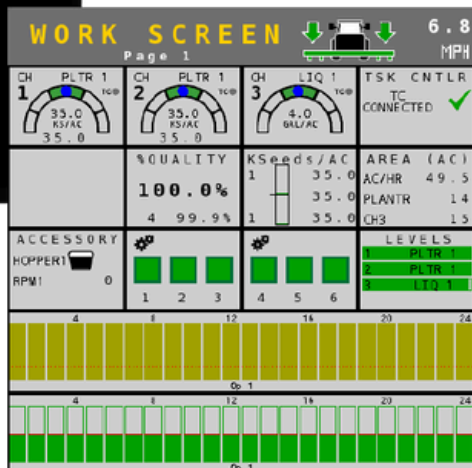 WORK SCREEN
Page 1
6.8
MPH
CH PLTR 1
1
35.0
KS/AC
35.0
CH PLTR 1
2
35.0
KS/AC
35.0
CH LIQ 1
3
4.0
GAL/AC
TSK CNTLR
TC
CONNECTED
%QUALITY
100.0%
4 99.9%
KSeeds/AC
1 35.0
35.0
1 35.0
AREA (AC)
AC/HR 49.5
PLANTR 14
CH3 15
ACCESSORY
HOPPER1
RPM1 0
1 2 3
4 5 6
LEVELS
1 PLTR 1
2 PLTR 1
3 LIQ 1
4 8 12 16 20 24
Op 1
4 8 12 16 20 24
Op 1